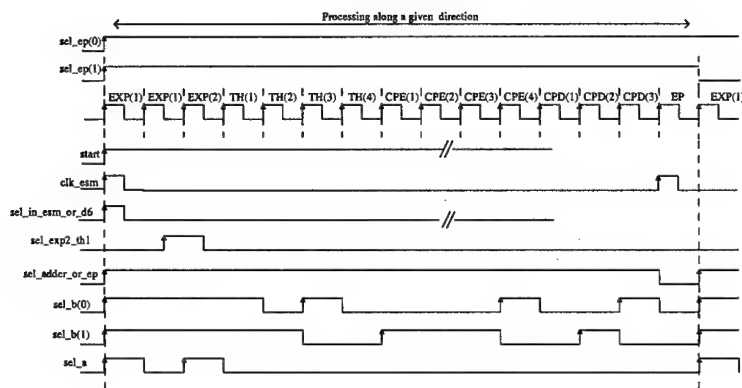 Processing along a given direction
sel_ep(0)
sel_ep(1)
EXP(1) EXP(1) EXP(2) TH(1) TH(2) TH(3) TH(4) CPE(1) CPE(2) CPE(3) CPE(4) CPD(1) CPD(2) CPD(3) EP EXP(1)
start
clk_esm
sel_in_esm_or_d6
sel_exp2_th1
sel_adder_or_ep
sel_b(0)
sel_b(1)
sel_a